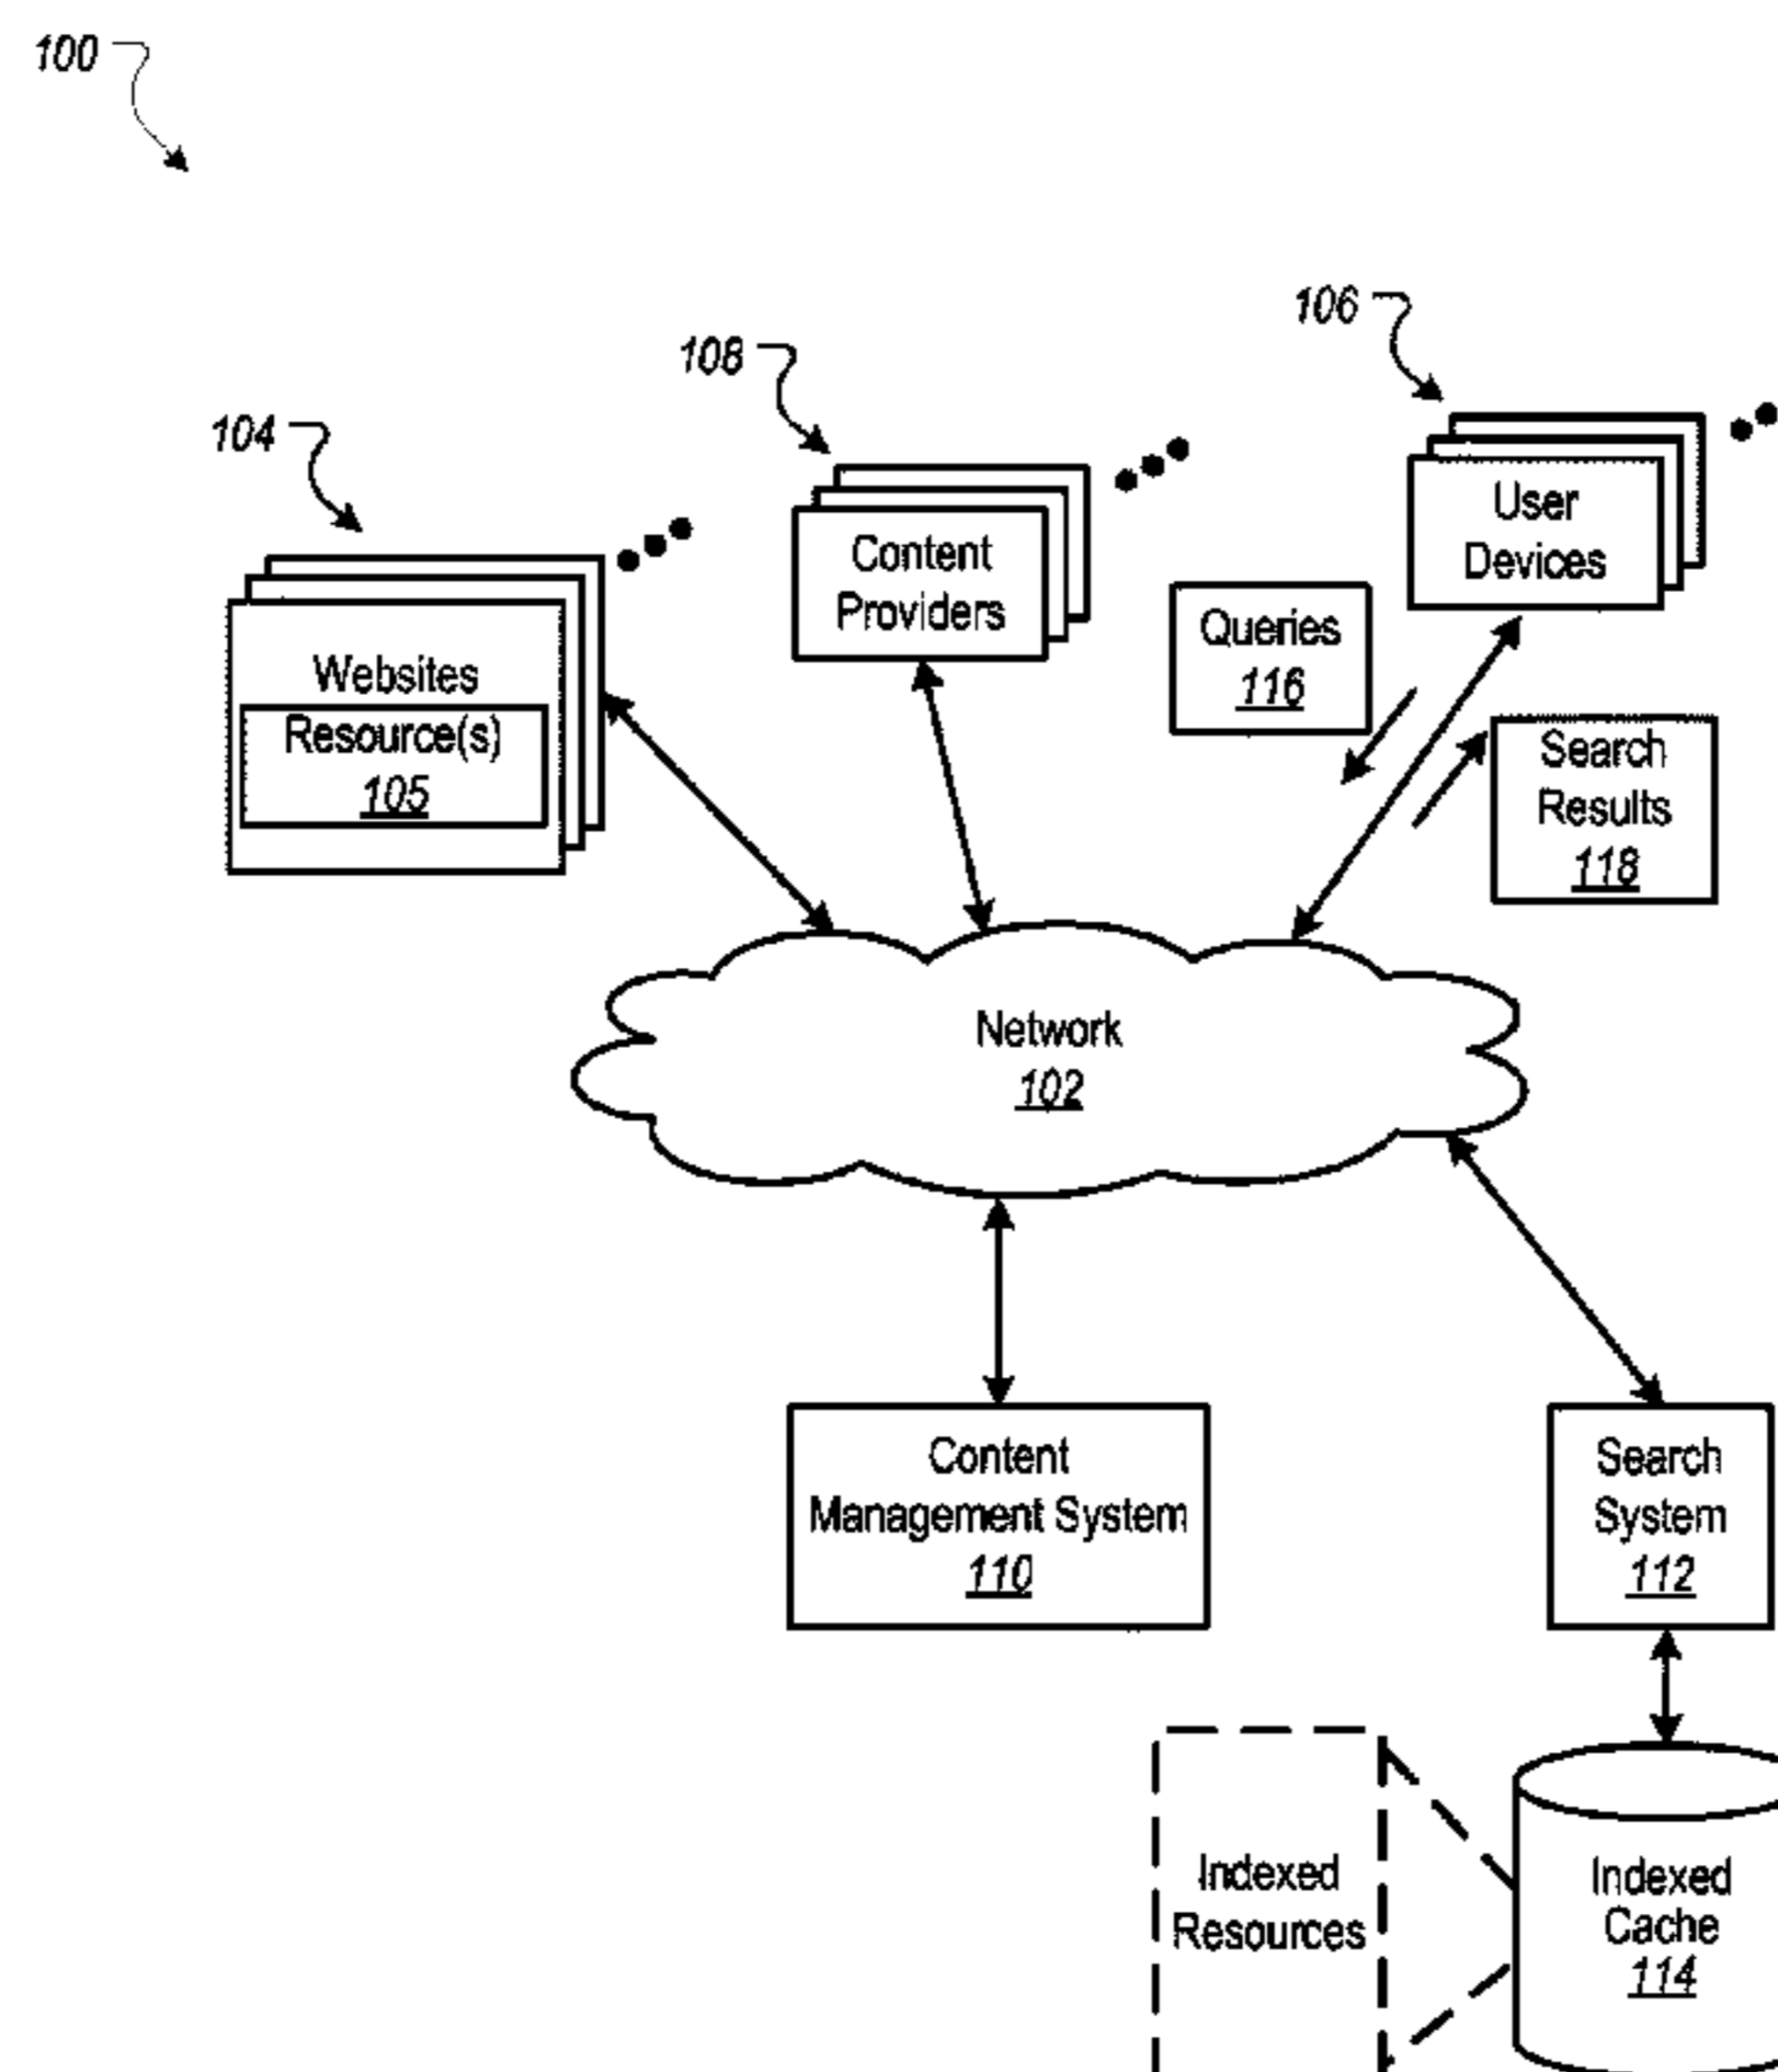 100
106
108
104
User
Devices
Content
Providers
Queries
116
Websites
Resource(s)
105
Search
Results
118
Network
102
Content
Management System
110
Search
System
112
Indexed
Resources
Indexed
Cache
114